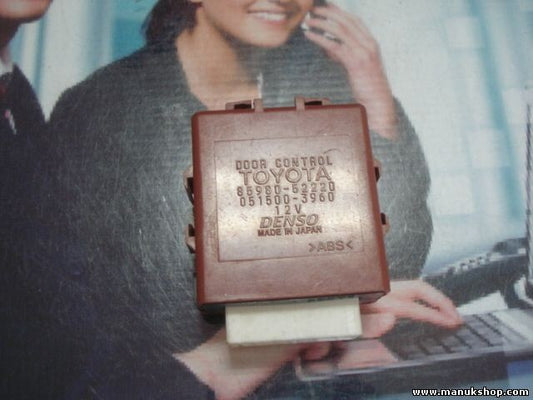 DOOR CONTROL
TOYOTA
85980-52220
051500-3960
12V
DENSO
MADE IN JAPAN
>ABS<
www.manukshop.com